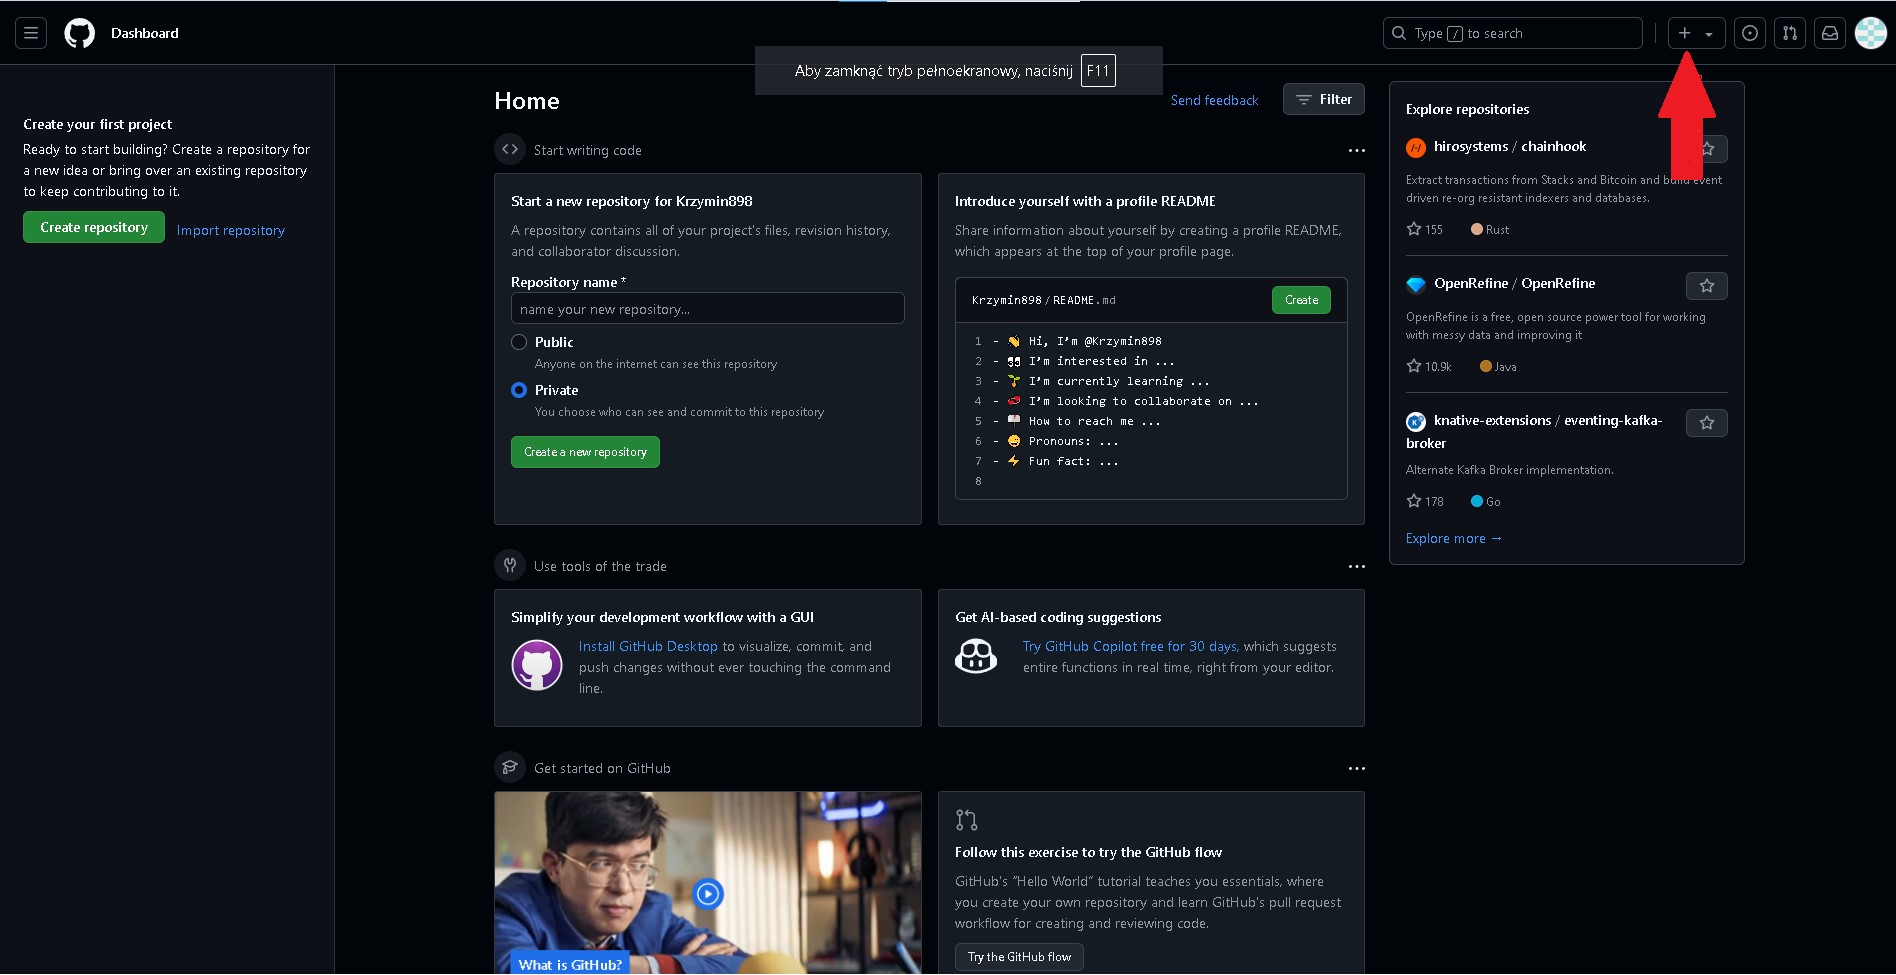 Dashboard
Type / to search
Aby zamknąć tryb pełnoekranowy, naciśnij F11
Create your first project
Ready to start building? Create a repository for
a new idea or bring over an existing repository
to keep contributing to it.
Create repository
Import repository
Home
Send feedback
Filter
Start writing code
Start a new repository for Krzymin898
A repository contains all of your project's files, revision history,
and collaborator discussion.
Repository name *
name your new repository...
Public
Anyone on the internet can see this repository
Private
You choose who can see and commit to this repository
Create a new repository
Introduce yourself with a profile README
Share information about yourself by creating a profile README,
which appears at the top of your profile page.
Krzymin898 / README.md
Create
1 - 👋 Hi, I’m @Krzymin898
2 - 👀 I’m interested in ...
3 - 🌱 I’m currently learning ...
4 - 💞️ I’m looking to collaborate on ...
5 - 📫 How to reach me ...
6 - 😄 Pronouns: ...
7 - ⚡ Fun fact: ...
8
Use tools of the trade
Simplify your development workflow with a GUI
Install GitHub Desktop to visualize, commit, and
push changes without ever touching the command
line.
Get AI-based coding suggestions
Try GitHub Copilot free for 30 days, which suggests
entire functions in real time, right from your editor.
Get started on GitHub
What is GitHub?
Follow this exercise to try the GitHub flow
GitHub's “Hello World” tutorial teaches you essentials, where
you create your own repository and learn GitHub's pull request
workflow for creating and reviewing code.
Try the GitHub flow
Explore repositories
hirosystems / chainhook
Extract transactions from Stacks and Bitcoin and build event
driven re-org resistant indexers and databases.
155 Rust
OpenRefine / OpenRefine
OpenRefine is a free, open source power tool for working
with messy data and improving it
10.9k Java
knative-extensions / eventing-kafka-
broker
Alternate Kafka Broker implementation.
178 Go
Explore more →